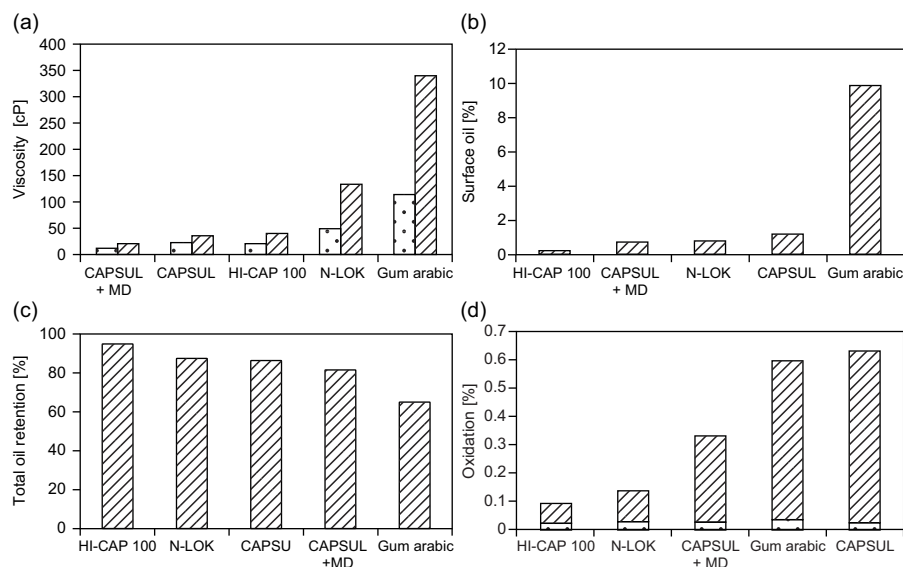 (a)
400
350
300
250
200
150
100
50
0
Viscosity [cP]
CAPSUL + MD
CAPSUL
HI-CAP 100
N-LOK
Gum arabic
(b)
12
10
8
6
4
2
0
Surface oil [%]
HI-CAP 100
CAPSUL + MD
N-LOK
CAPSUL
Gum arabic
(c)
100
80
60
40
20
0
Total oil retention [%]
HI-CAP 100
N-LOK
CAPSU
CAPSUL +MD
Gum arabic
(d)
0.7
0.6
0.5
0.4
0.3
0.2
0.1
0
Oxidation [%]
HI-CAP 100
N-LOK
CAPSUL + MD
Gum arabic
CAPSUL